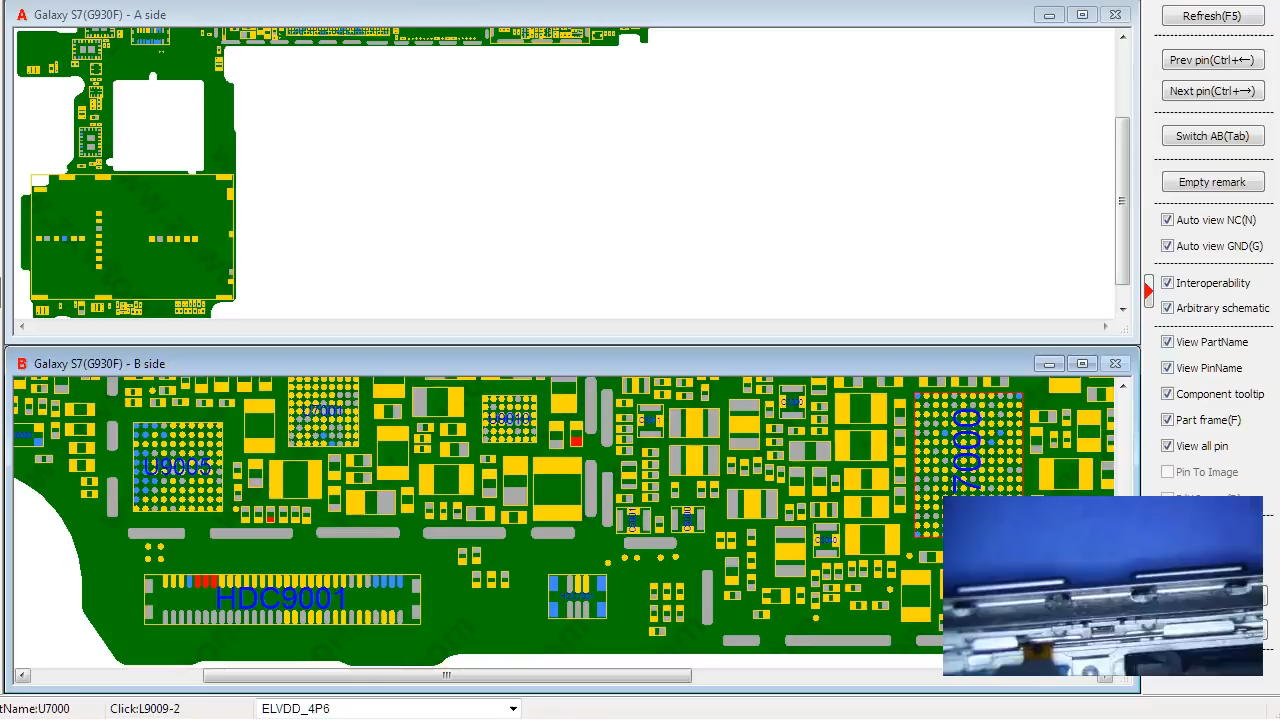 A Galaxy S7(G930F) - A side
Refresh(F5)
Prev pin(Ctrl+←)
Next pin(Ctrl+→)
Switch AB(Tab)
Empty remark
Auto view NC(N)
Auto view GND(G)
Interoperability
Arbitrary schematic
B Galaxy S7(G930F) - B side
View PartName
View PinName
Component tooltip
Part frame(F)
View all pin
Pin To Image
U9005
7000
HDC9001
tName:U7000 Click:L9009-2 ELVDD_4P6